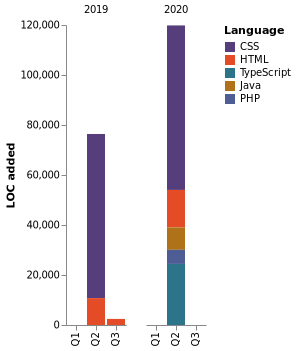 2019
2020
Language
CSS
HTML
TypeScript
Java
PHP
LOC added
120,000
100,000
80,000
60,000
40,000
20,000
0
Q1 Q2 Q3
Q1 Q2 Q3